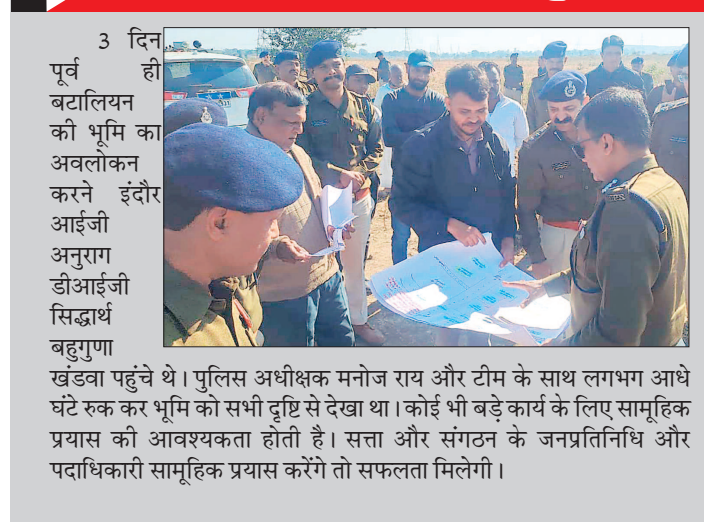 3 दिन
पूर्व ही
बटालियन
की भूमि का
अवलोकन
करने इंदौर
आईजी
अनुराग
डीआईजी
सिद्धार्थ
बहुगुणा
खंडवा पहुंचे थे। पुलिस अधीक्षक मनोज राय और टीम के साथ लगभग आधे
घंटे रुक कर भूमि को सभी दृष्टि से देखा था। कोई भी बड़े कार्य के लिए सामूहिक
प्रयास की आवश्यकता होती है। सत्ता और संगठन के जनप्रतिनिधि और
पदाधिकारी सामूहिक प्रयास करेंगे तो सफलता मिलेगी।